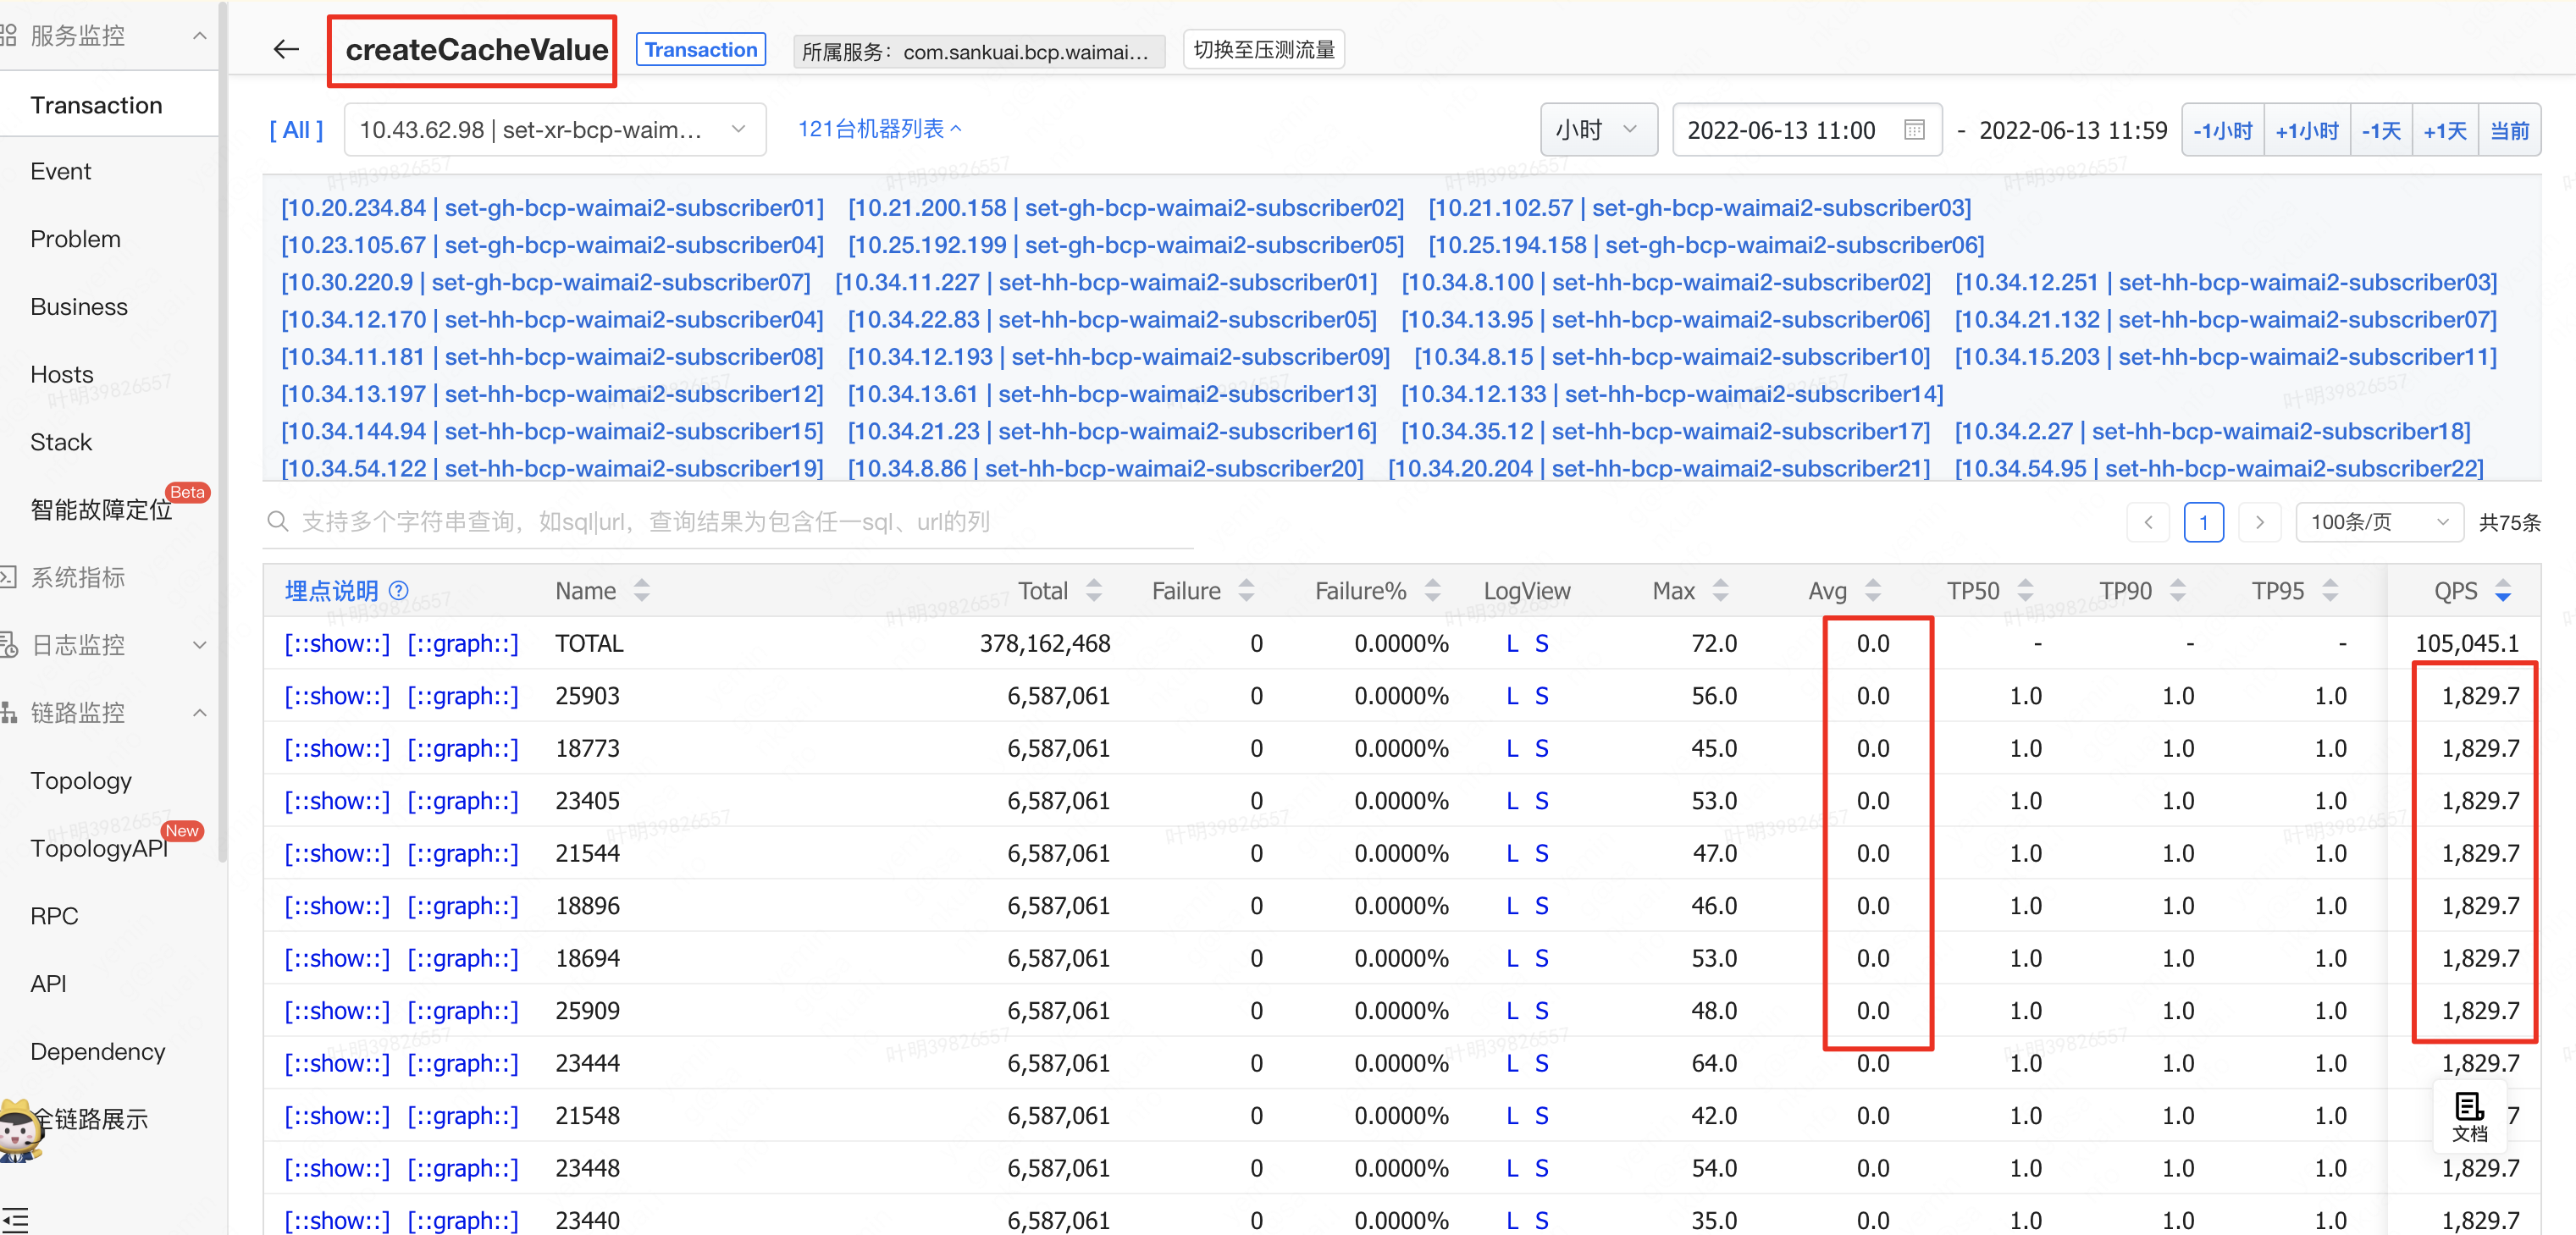 服务监控
Transaction
Event
Problem
Business
Hosts
Stack
智能故障定位 Beta
系统指标
日志监控
链路监控
Topology
TopologyAPI New
RPC
API
Dependency
全链路展示
createCacheValue Transaction 所属服务：com.sankuai.bcp.waimai... 切换至压测流量
[ All ] 10.43.62.98 | set-xr-bcp-waim... 121台机器列表 小时 2022-06-13 11:00 - 2022-06-13 11:59 -1小时 +1小时 -1天 +1天 当前
[10.20.234.84 | set-gh-bcp-waimai2-subscriber01] [10.21.200.158 | set-gh-bcp-waimai2-subscriber02] [10.21.102.57 | set-gh-bcp-waimai2-subscriber03]
[10.23.105.67 | set-gh-bcp-waimai2-subscriber04] [10.25.192.199 | set-gh-bcp-waimai2-subscriber05] [10.25.194.158 | set-gh-bcp-waimai2-subscriber06]
[10.30.220.9 | set-gh-bcp-waimai2-subscriber07] [10.34.11.227 | set-hh-bcp-waimai2-subscriber01] [10.34.8.100 | set-hh-bcp-waimai2-subscriber02] [10.34.12.251 | set-hh-bcp-waimai2-subscriber03]
[10.34.12.170 | set-hh-bcp-waimai2-subscriber04] [10.34.22.83 | set-hh-bcp-waimai2-subscriber05] [10.34.13.95 | set-hh-bcp-waimai2-subscriber06] [10.34.21.132 | set-hh-bcp-waimai2-subscriber07]
[10.34.11.181 | set-hh-bcp-waimai2-subscriber08] [10.34.12.193 | set-hh-bcp-waimai2-subscriber09] [10.34.8.15 | set-hh-bcp-waimai2-subscriber10] [10.34.15.203 | set-hh-bcp-waimai2-subscriber11]
[10.34.13.197 | set-hh-bcp-waimai2-subscriber12] [10.34.13.61 | set-hh-bcp-waimai2-subscriber13] [10.34.12.133 | set-hh-bcp-waimai2-subscriber14]
[10.34.144.94 | set-hh-bcp-waimai2-subscriber15] [10.34.21.23 | set-hh-bcp-waimai2-subscriber16] [10.34.35.12 | set-hh-bcp-waimai2-subscriber17] [10.34.2.27 | set-hh-bcp-waimai2-subscriber18]
[10.34.54.122 | set-hh-bcp-waimai2-subscriber19] [10.34.8.86 | set-hh-bcp-waimai2-subscriber20] [10.34.20.204 | set-hh-bcp-waimai2-subscriber21] [10.34.54.95 | set-hh-bcp-waimai2-subscriber22]
支持多个字符串查询，如sql|url，查询结果为包含任一sql、url的列 1 100条/页 共75条
埋点说明 Name Total Failure Failure% LogView Max Avg TP50 TP90 TP95 QPS
[::show::] [::graph::] TOTAL 378,162,468 0 0.0000% L S 72.0 0.0 - - - 105,045.1
[::show::] [::graph::] 25903 6,587,061 0 0.0000% L S 56.0 0.0 1.0 1.0 1.0 1,829.7
[::show::] [::graph::] 18773 6,587,061 0 0.0000% L S 45.0 0.0 1.0 1.0 1.0 1,829.7
[::show::] [::graph::] 23405 6,587,061 0 0.0000% L S 53.0 0.0 1.0 1.0 1.0 1,829.7
[::show::] [::graph::] 21544 6,587,061 0 0.0000% L S 47.0 0.0 1.0 1.0 1.0 1,829.7
[::show::] [::graph::] 18896 6,587,061 0 0.0000% L S 46.0 0.0 1.0 1.0 1.0 1,829.7
[::show::] [::graph::] 18694 6,587,061 0 0.0000% L S 53.0 0.0 1.0 1.0 1.0 1,829.7
[::show::] [::graph::] 25909 6,587,061 0 0.0000% L S 48.0 0.0 1.0 1.0 1.0 1,829.7
[::show::] [::graph::] 23444 6,587,061 0 0.0000% L S 64.0 0.0 1.0 1.0 1.0 1,829.7
[::show::] [::graph::] 21548 6,587,061 0 0.0000% L S 42.0 0.0 1.0 1.0 1.0 7
文档
[::show::] [::graph::] 23448 6,587,061 0 0.0000% L S 54.0 0.0 1.0 1.0 1.0 1,829.7
[::show::] [::graph::] 23440 6,587,061 0 0.0000% L S 35.0 0.0 1.0 1.0 1.0 1,829.7
叶明39826557